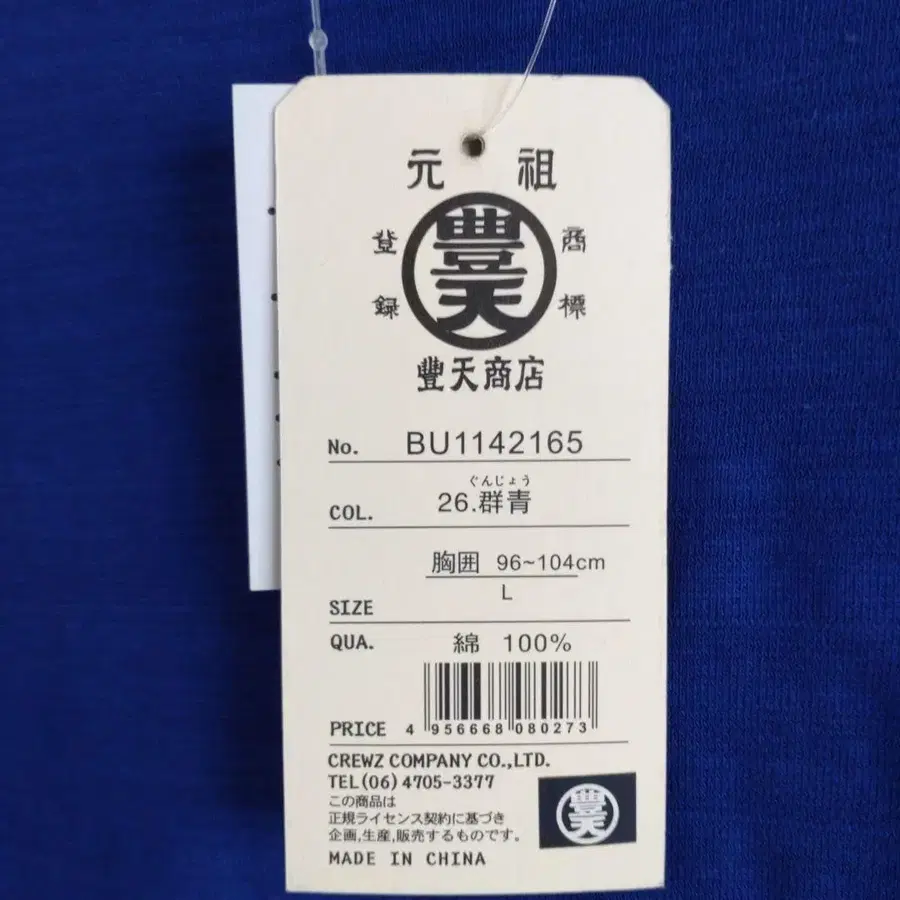 元祖
豊天
登録
商標
豊天商店
No. BU1142165
ぐんじょう
COL. 26.群青
胸囲 96~104cm
L
SIZE
QUA. 綿 100%
PRICE 4 956668 080273
CREWZ COMPANY CO.,LTD.
TEL(06)4705-3377
この商品は
正規ライセンス契約に基づき
企画,生産,販売するものです。
豊天
MADE IN CHINA